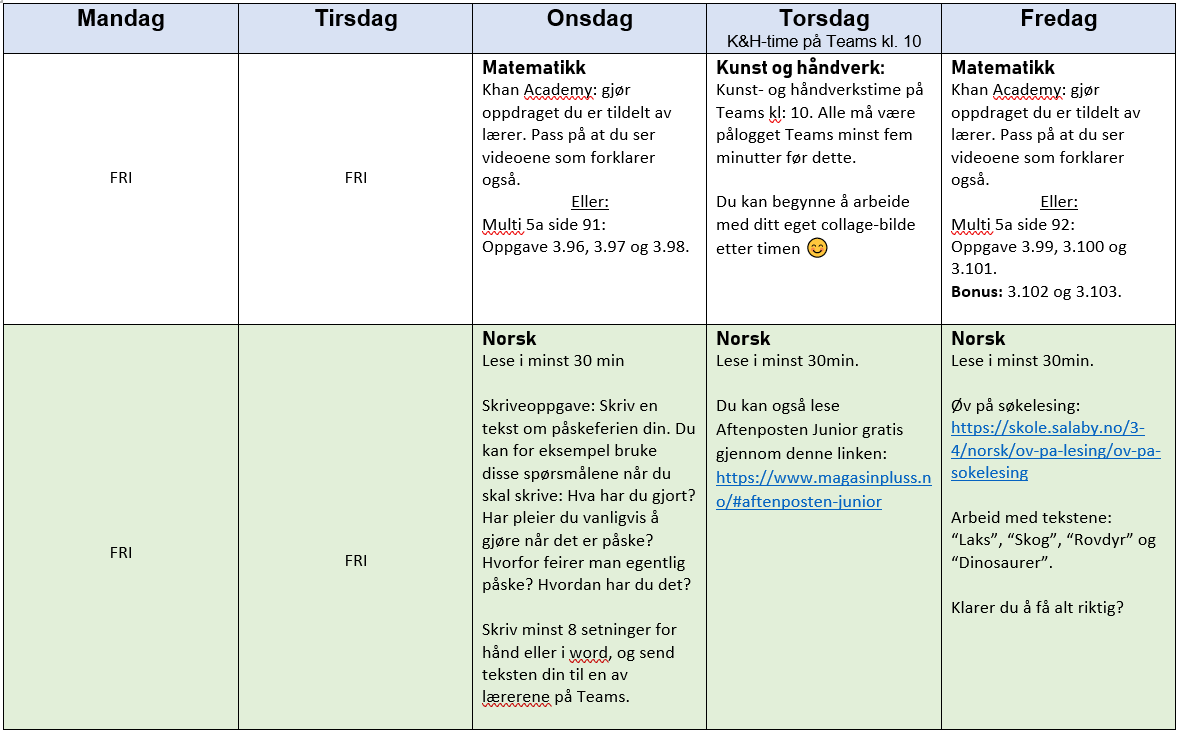 Mandag
Tirsdag
Onsdag
Torsdag
K&H-time på Teams kl. 10
Fredag
FRI
FRI
Matematikk
Khan Academy: gjør
oppdraget du er tildelt av
lærer. Pass på at du ser
videoene som forklarer
også.
Eller:
Multi 5a side 91:
Oppgave 3.96, 3.97 og 3.98.
Kunst og håndverk:
Kunst- og håndverkstime på
Teams kl: 10. Alle må være
pålogget Teams minst fem
minutter før dette.
Du kan begynne å arbeide
med ditt eget collage-bilde
etter timen 😊
Matematikk
Khan Academy: gjør
oppdraget du er tildelt av
lærer. Pass på at du ser
videoene som forklarer
også.
Eller:
Multi 5a side 92:
Oppgave 3.99, 3.100 og
3.101.
Bonus: 3.102 og 3.103.
FRI
FRI
Norsk
Lese i minst 30 min
Skriveoppgave: Skriv en
tekst om påskeferien din. Du
kan for eksempel bruke
disse spørsmålene når du
skal skrive: Hva har du gjort?
Har pleier du vanligvis å
gjøre når det er påske?
Hvorfor feirer man egentlig
påske? Hvordan har du det?
Skriv minst 8 setninger for
hånd eller i word, og send
teksten din til en av
lærerene på Teams.
Norsk
Lese i minst 30min.
Du kan også lese
Aftenposten Junior gratis
gjennom denne linken:
https://www.magasinpluss.n
o/#aftenposten-junior
Norsk
Lese i minst 30min.
Øv på søkelesing:
https://skole.salaby.no/3-
4/norsk/ov-pa-lesing/ov-pa-
sokelesing
Arbeid med tekstene:
“Laks”, “Skog”, “Rovdyr” og
“Dinosaurer”.
Klarer du å få alt riktig?